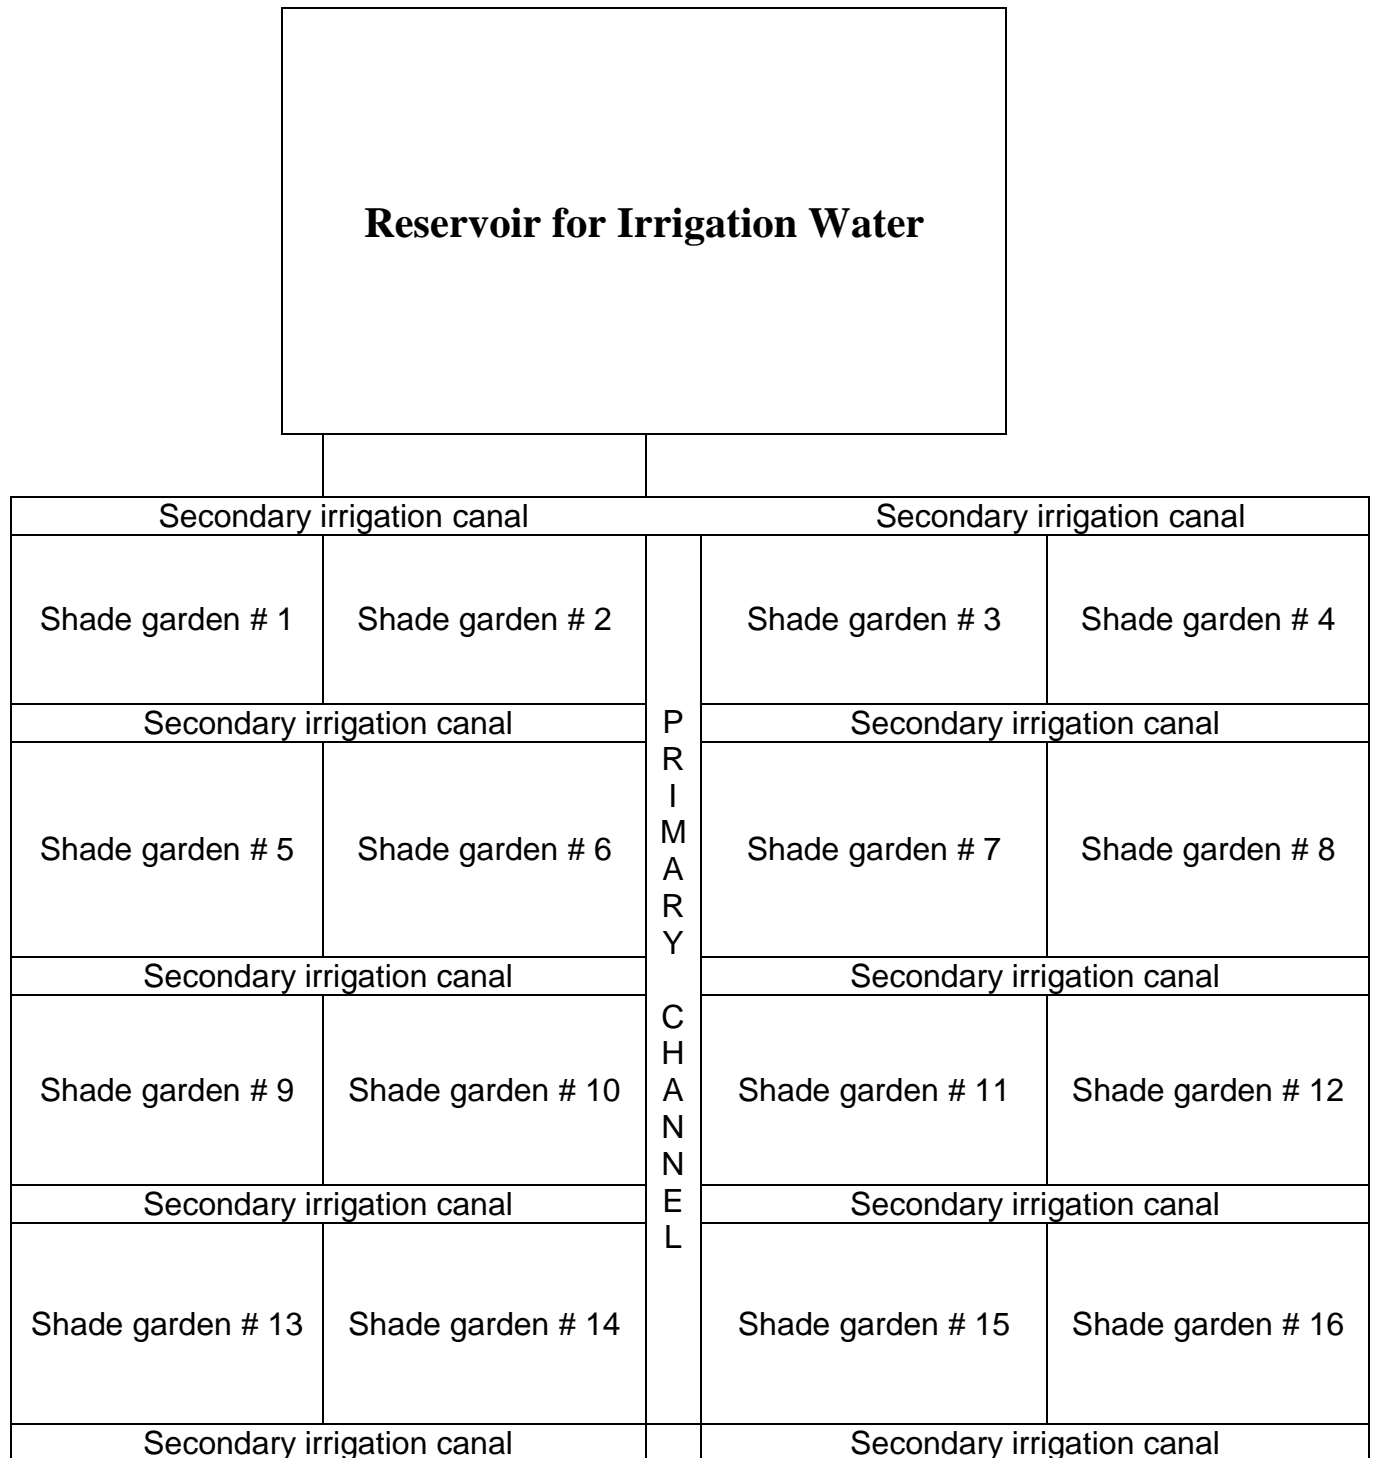 Reservoir for Irrigation Water
Secondary irrigation canal Secondary irrigation canal
Shade garden # 1 Shade garden # 2 Shade garden # 3 Shade garden # 4
Secondary irrigation canal Secondary irrigation canal
Shade garden # 5 Shade garden # 6 Shade garden # 7 Shade garden # 8
Secondary irrigation canal Secondary irrigation canal
Shade garden # 9 Shade garden # 10 Shade garden # 11 Shade garden # 12
Secondary irrigation canal Secondary irrigation canal
Shade garden # 13 Shade garden # 14 Shade garden # 15 Shade garden # 16
Secondary irrigation canal Secondary irrigation canal
PRIMARY CHANNEL